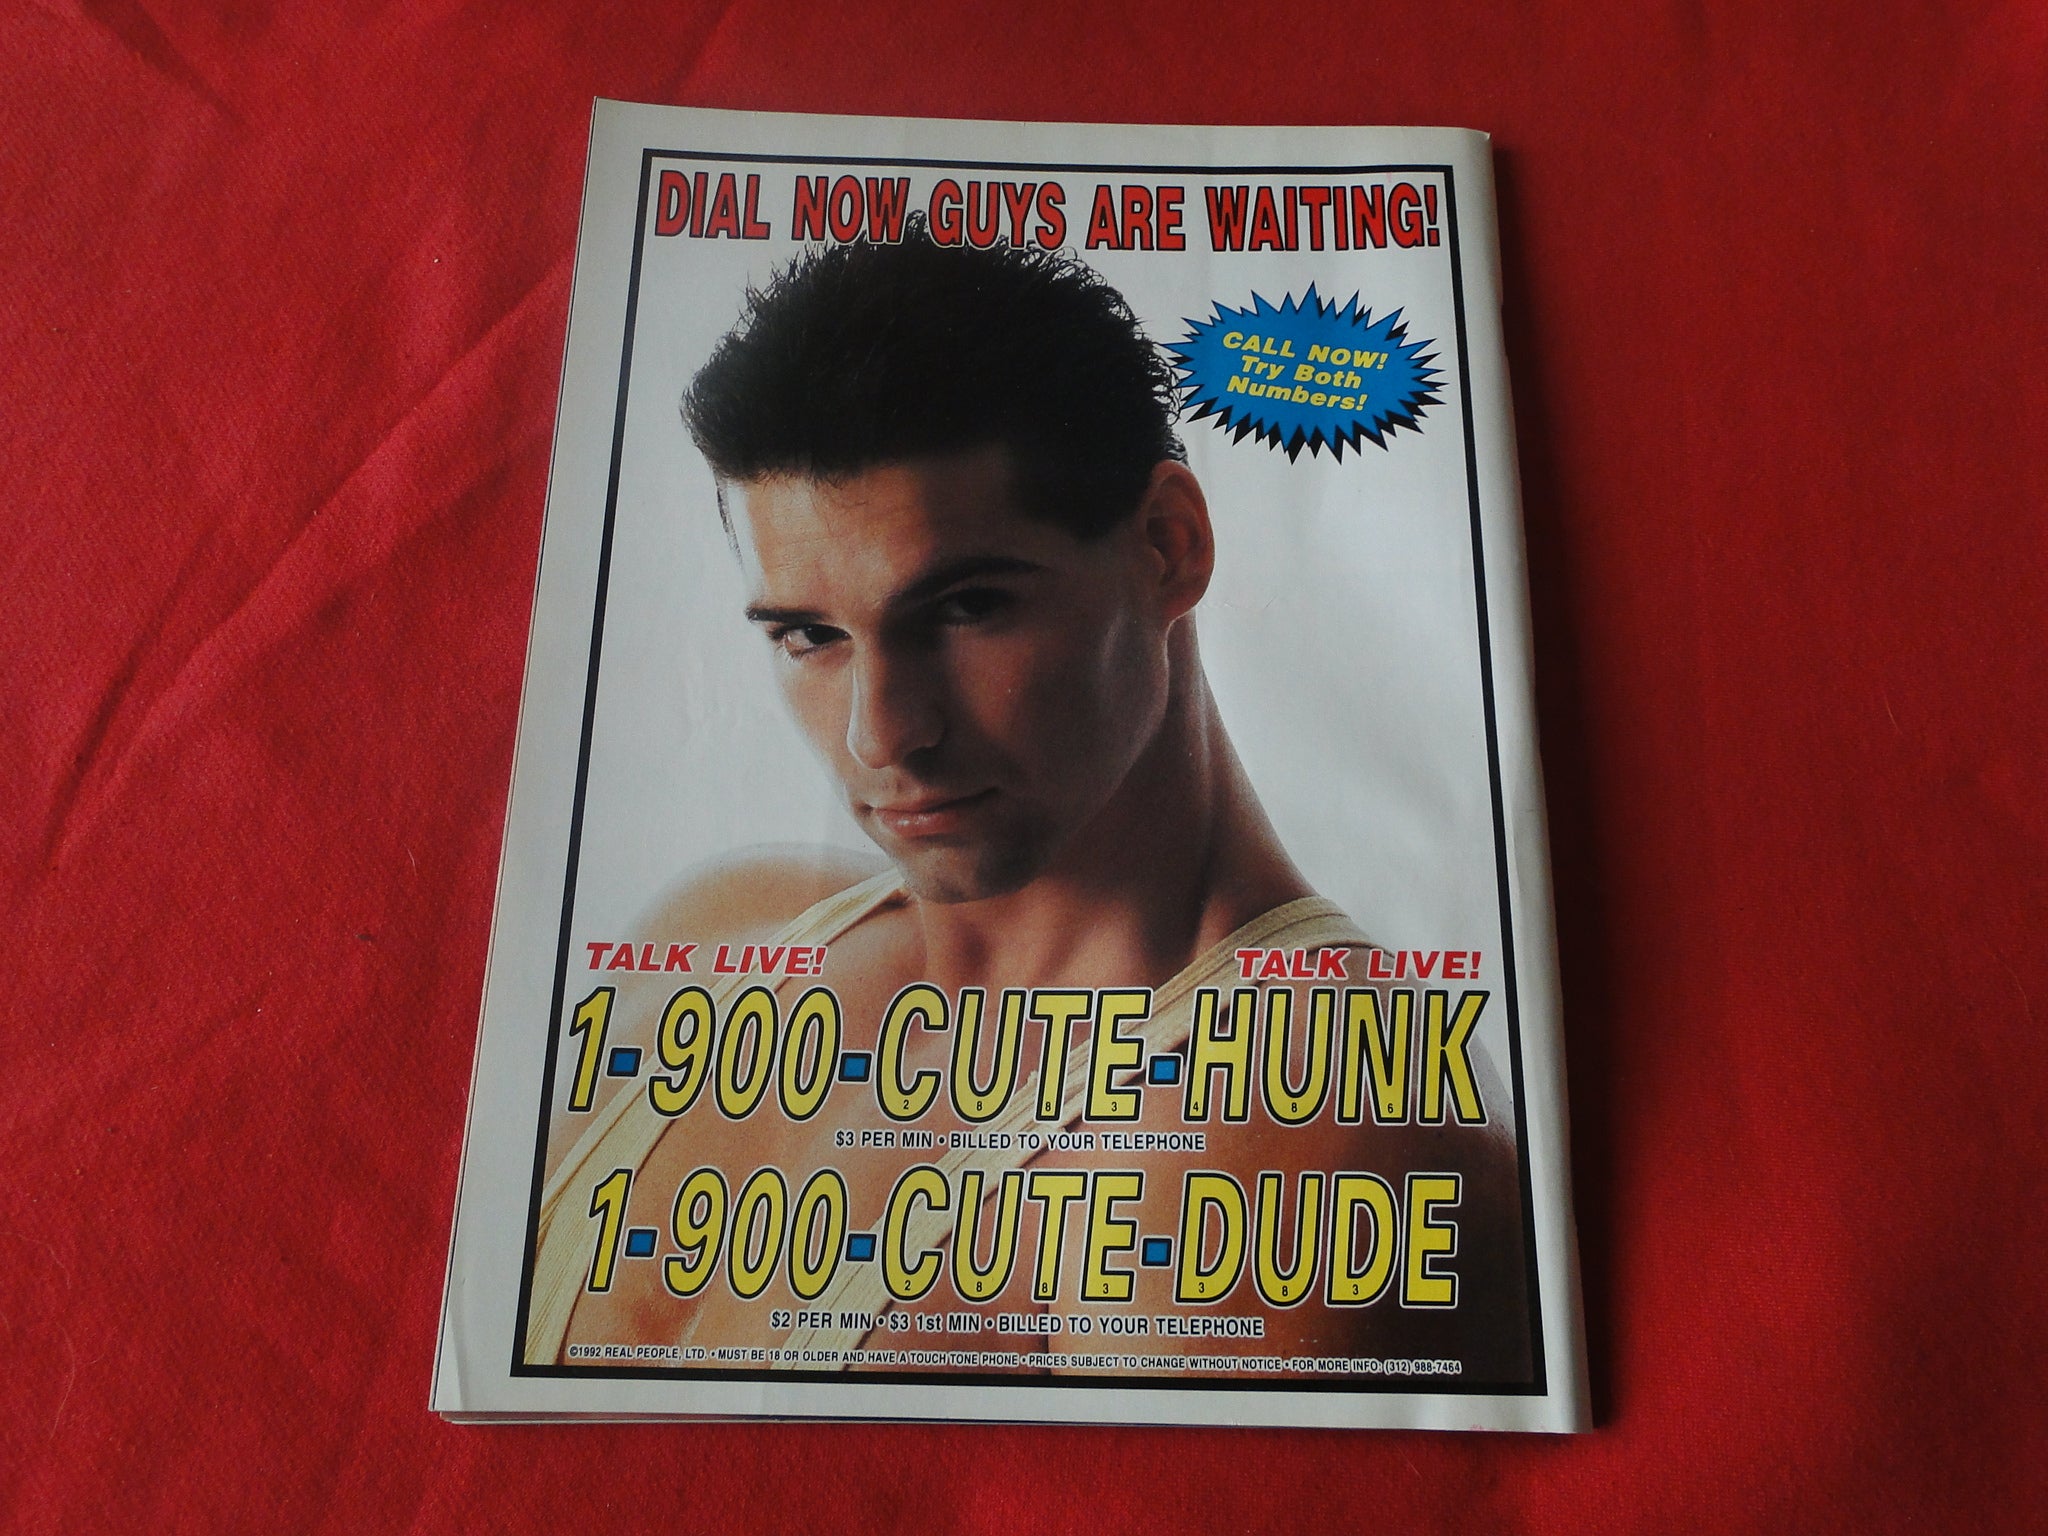 DIAL NOW GUYS ARE WAITING!
CALL NOW!
Try Both
Numbers!
TALK LIVE! TALK LIVE!
1-900-CUTE-HUNK
2 8 8 3 4 8 6
$3 PER MIN • BILLED TO YOUR TELEPHONE
1-900-CUTE-DUDE
2 8 8 3 3 8 3
$2 PER MIN • $3 1st MIN • BILLED TO YOUR TELEPHONE
©1992 REAL PEOPLE, LTD. • MUST BE 18 OR OLDER AND HAVE A TOUCH TONE PHONE • PRICES SUBJECT TO CHANGE WITHOUT NOTICE • FOR MORE INFO: (312) 988-7464